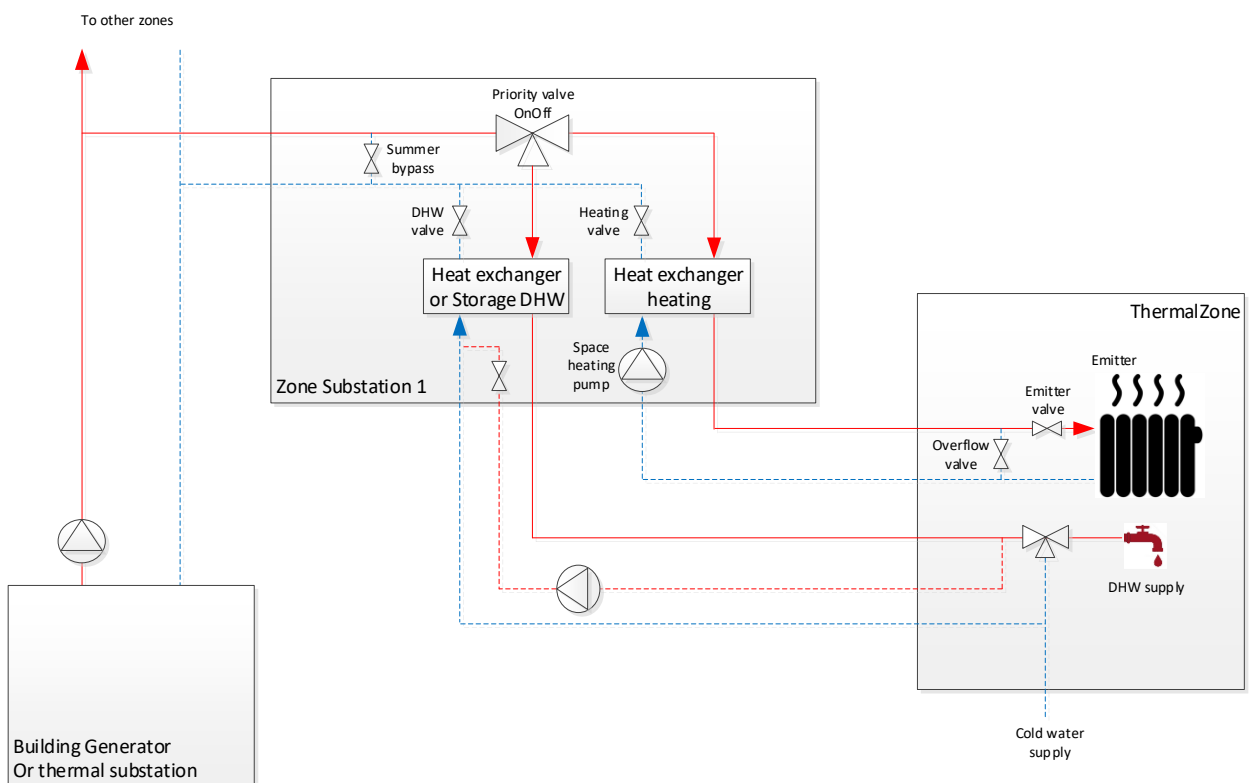 To other zones
Priority valve
OnOff
Summer
bypass
DHW
valve
Heating
valve
Heat exchanger
or Storage DHW
Heat exchanger
heating
Space
heating
pump
Zone Substation 1
ThermalZone
Emitter
Emitter
valve
Overflow
valve
DHW supply
Cold water
supply
Building Generator
Or thermal substation